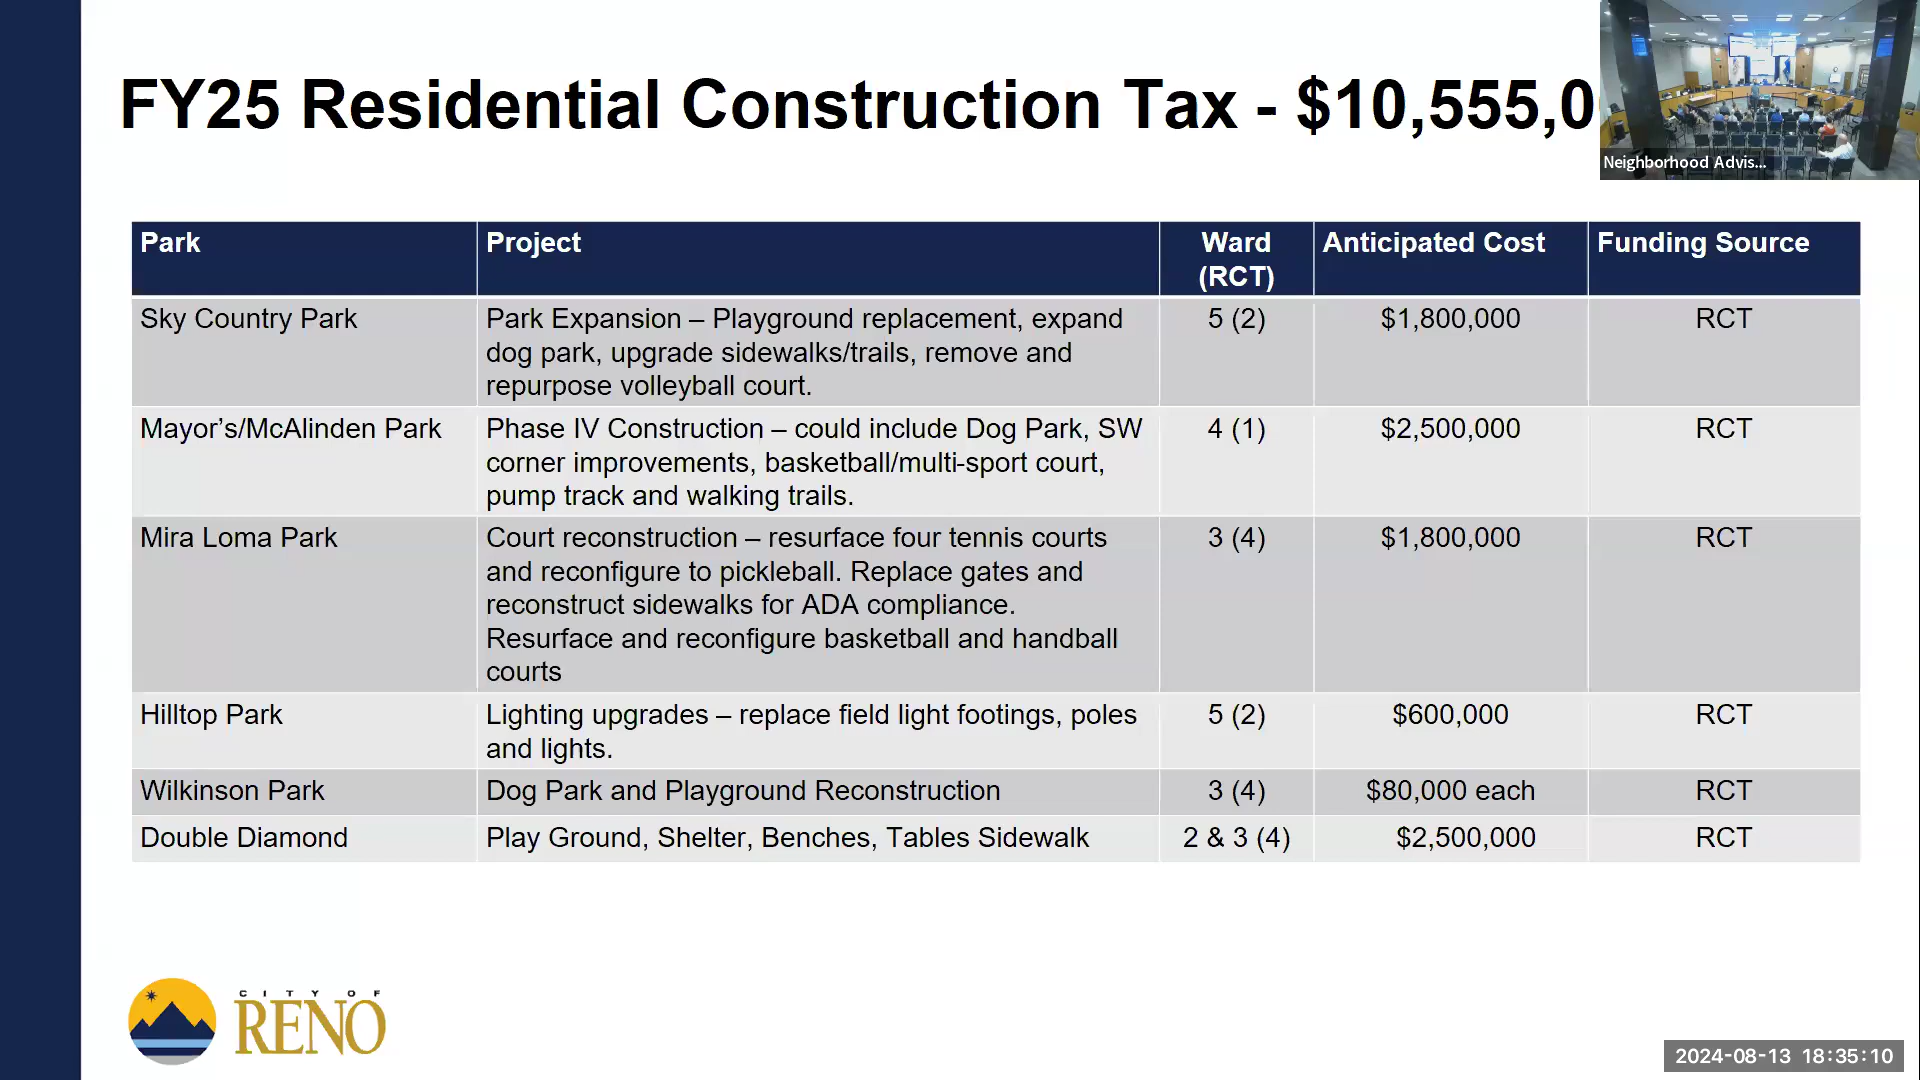 FY25 Residential Construction Tax - $10,555,0
Neighborhood Advis...
Park
Project
Ward
(RCT)
Anticipated Cost
Funding Source
Sky Country Park
Park Expansion – Playground replacement, expand
dog park, upgrade sidewalks/trails, remove and
repurpose volleyball court.
5 (2)
$1,800,000
RCT
Mayor’s/McAlinden Park
Phase IV Construction – could include Dog Park, SW
corner improvements, basketball/multi-sport court,
pump track and walking trails.
4 (1)
$2,500,000
RCT
Mira Loma Park
Court reconstruction – resurface four tennis courts
and reconfigure to pickleball. Replace gates and
reconstruct sidewalks for ADA compliance.
Resurface and reconfigure basketball and handball
courts
3 (4)
$1,800,000
RCT
Hilltop Park
Lighting upgrades – replace field light footings, poles
and lights.
5 (2)
$600,000
RCT
Wilkinson Park
Dog Park and Playground Reconstruction
3 (4)
$80,000 each
RCT
Double Diamond
Play Ground, Shelter, Benches, Tables Sidewalk
2 & 3 (4)
$2,500,000
RCT
CITY OF
RENO
2024-08-13 18:35:10